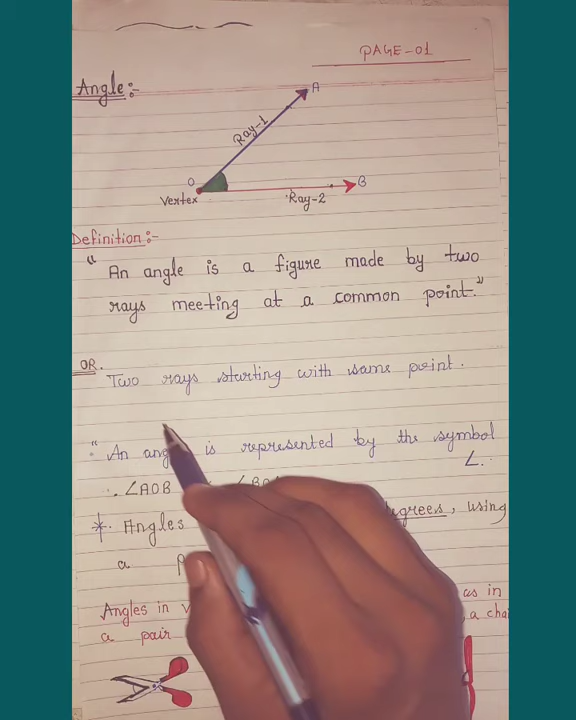 PAGE-01
Angle:-
A
Ray-1
O
B
Vertex
Ray-2
Definition:-
"An angle is a figure made by two
rays meeting at a common point."
OR.
Two rays starting with same point.
"An is represented by the symbol
∠.
∴ ∠AOB
* Angles degrees, using
a
Angles in as in
a pair a